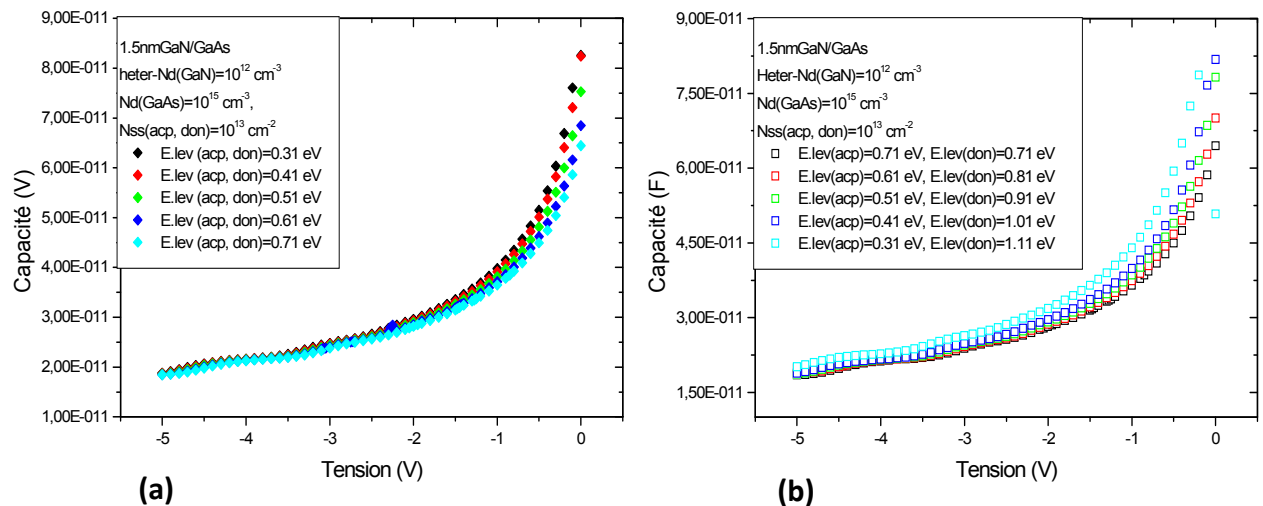 9,00E-011
8,00E-011
7,00E-011
6,00E-011
5,00E-011
4,00E-011
3,00E-011
2,00E-011
1,00E-011
Capacité (V)
1.5nmGaN/GaAs
heter-Nd(GaN)=10¹² cm⁻³
Nd(GaAs)=10¹⁵ cm⁻³,
Nss(acp, don)=10¹³ cm⁻²
E.lev (acp, don)=0.31 eV
E.lev (acp, don)=0.41 eV
E.lev (acp, don)=0.51 eV
E.lev (acp, don)=0.61 eV
E.lev (acp, don)=0.71 eV
-5 -4 -3 -2 -1 0
Tension (V)
(a)
9,00E-011
7,50E-011
6,00E-011
4,50E-011
3,00E-011
1,50E-011
Capacité (F)
1.5nmGaN/GaAs
Heter-Nd(GaN)=10¹² cm⁻³
Nd(GaAs)=10¹⁵ cm⁻³
Nss(acp, don)=10¹³ cm⁻²
E.lev(acp)=0.71 eV, E.lev(don)=0.71 eV
E.lev(acp)=0.61 eV, E.lev(don)=0.81 eV
E.lev(acp)=0.51 eV, E.lev(don)=0.91 eV
E.lev(acp)=0.41 eV, E.lev(don)=1.01 eV
E.lev(acp)=0.31 eV, E.lev(don)=1.11 eV
-5 -4 -3 -2 -1 0
Tension (V)
(b)